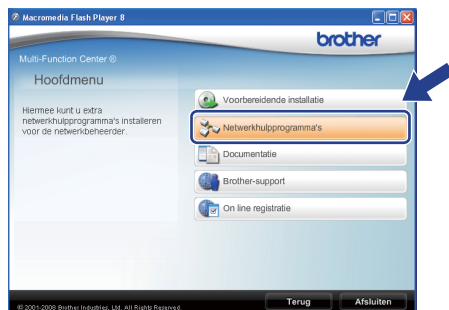 Macromedia Flash Player 8
brother
Multi-Function Center ®
Hoofdmenu
Hiermee kunt u extra
netwerkhulpprogramma's installeren
voor de netwerkbeheerder.
Voorbereidende installatie
Netwerkhulpprogramma's
Documentatie
Brother-support
On line registratie
© 2001-2008 Brother Industries, Ltd. All Rights Reserved.
Terug
Afsluiten